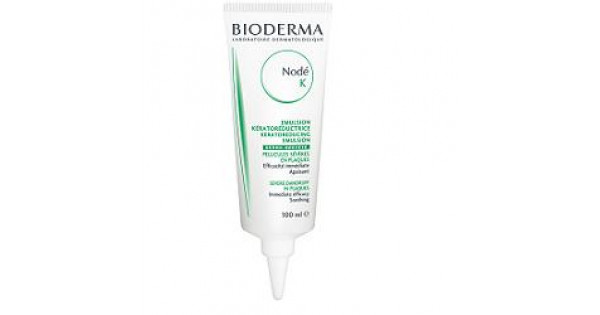 BIODERMA
LABORATOIRE DERMATOLOGIQUE
Nodé
K
EMULSION
KÉRATORÉDUCTRICE
KERATOREDUCING
EMULSION
PELLICULES SÉVÈRES
EN PLAQUES
Efficacité immédiate
Apaisant
SEVERE DANDRUFF
IN PLAQUES
Immediate efficacy
Soothing
100 ml e